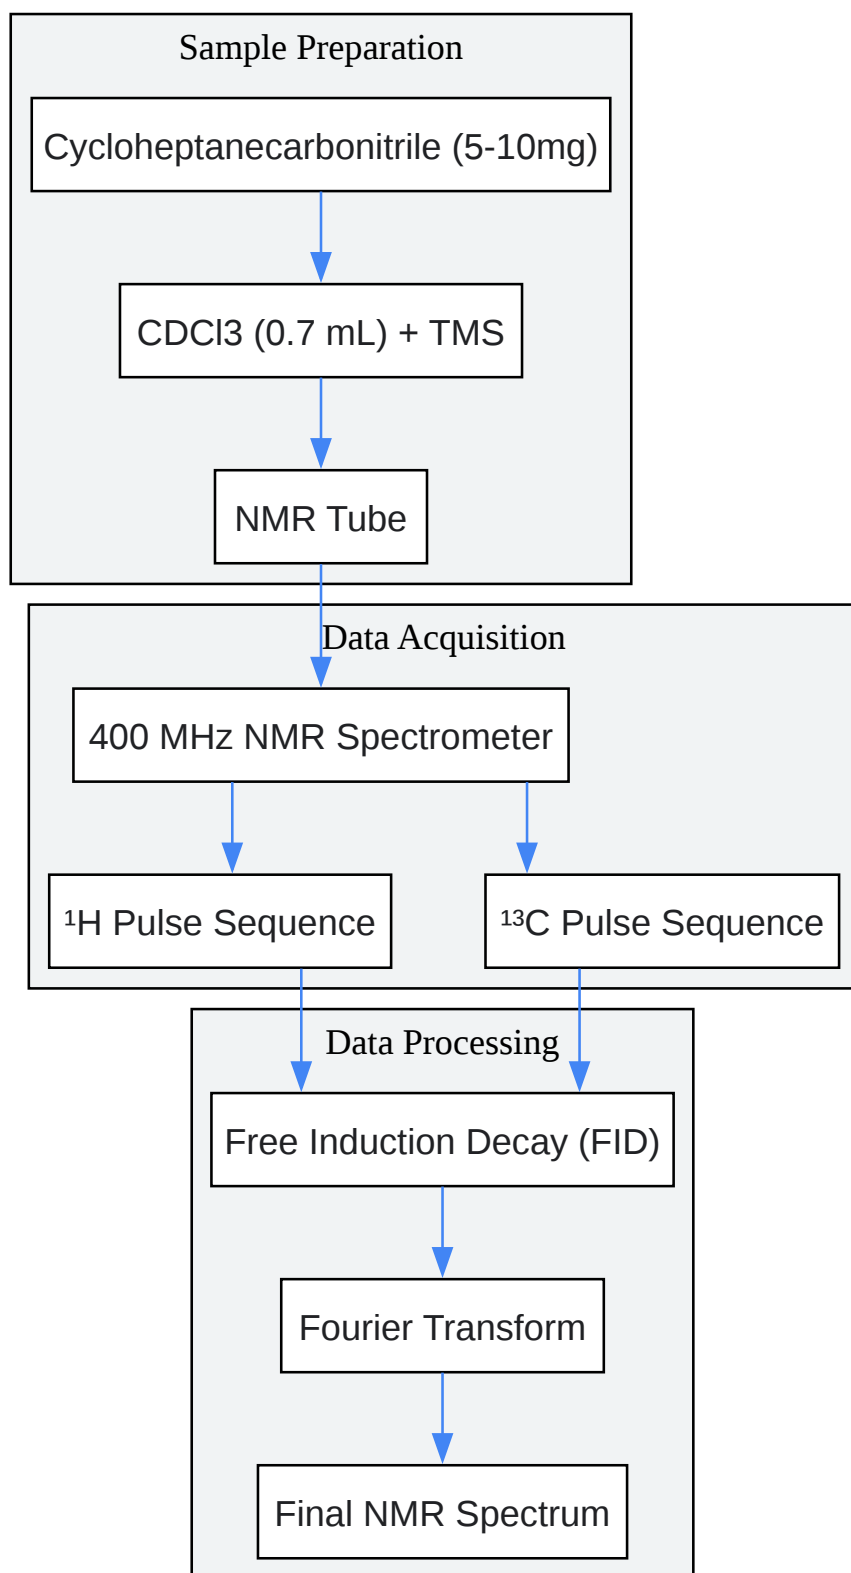 Sample Preparation
Cycloheptanecarbonitrile (5-10mg)
CDCl3 (0.7 mL) + TMS
NMR Tube
Data Acquisition
400 MHz NMR Spectrometer
¹H Pulse Sequence
¹³C Pulse Sequence
Data Processing
Free Induction Decay (FID)
Fourier Transform
Final NMR Spectrum